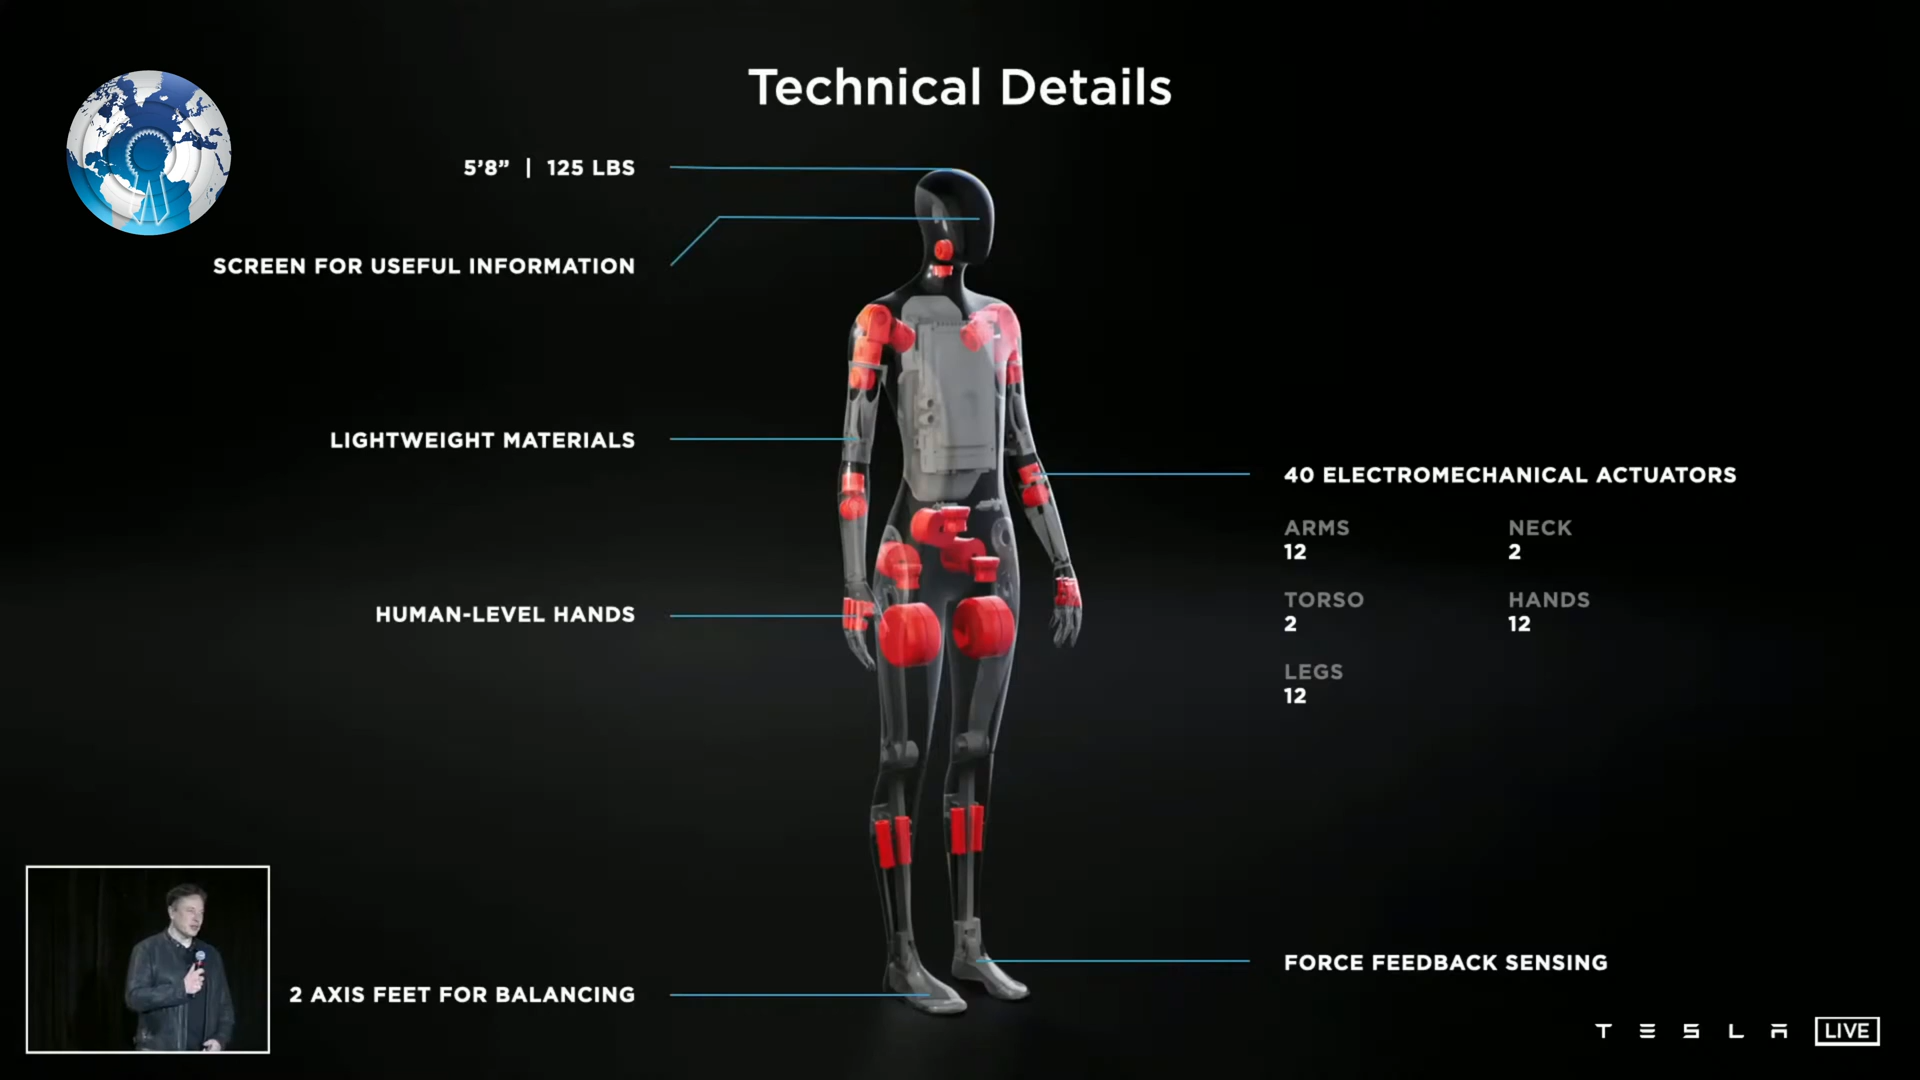 Technical Details
5'8” | 125 LBS
SCREEN FOR USEFUL INFORMATION
LIGHTWEIGHT MATERIALS
HUMAN-LEVEL HANDS
2 AXIS FEET FOR BALANCING
40 ELECTROMECHANICAL ACTUATORS
ARMS NECK
12 2
TORSO HANDS
2 12
LEGS
12
FORCE FEEDBACK SENSING
TESLA LIVE